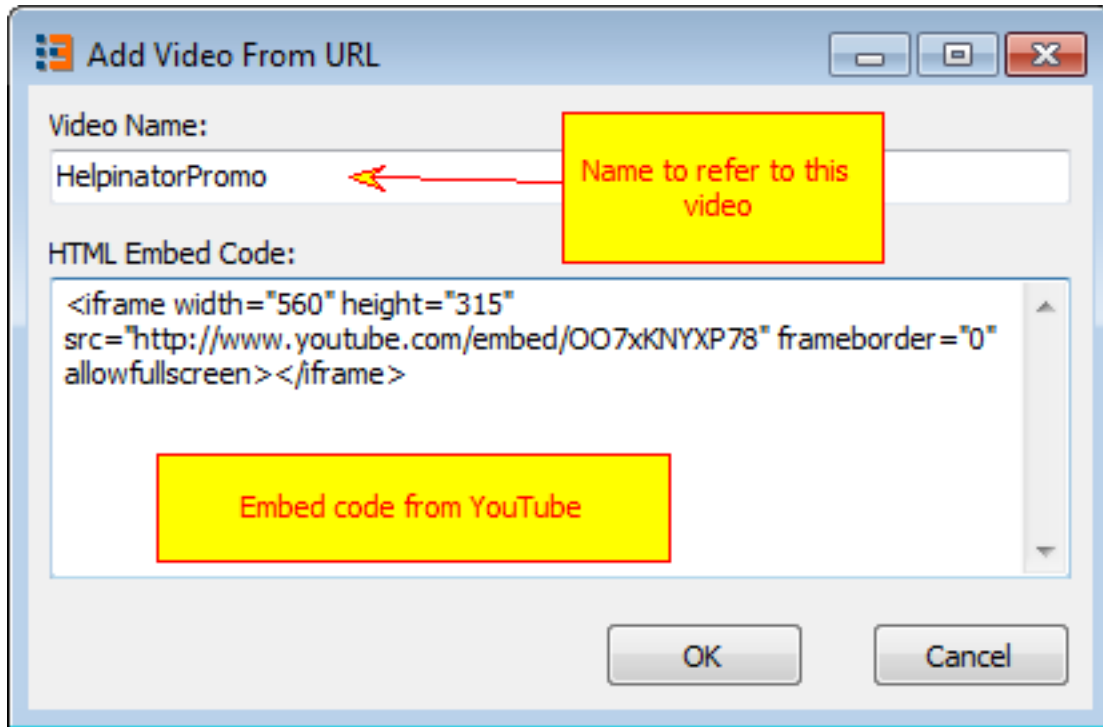 Add Video From URL
Video Name:
HelpinatorPromo
Name to refer to this
video
HTML Embed Code:
<iframe width="560" height="315"
src="http://www.youtube.com/embed/OO7xKNYXP78" frameborder="0"
allowfullscreen></iframe>
Embed code from YouTube
OK
Cancel